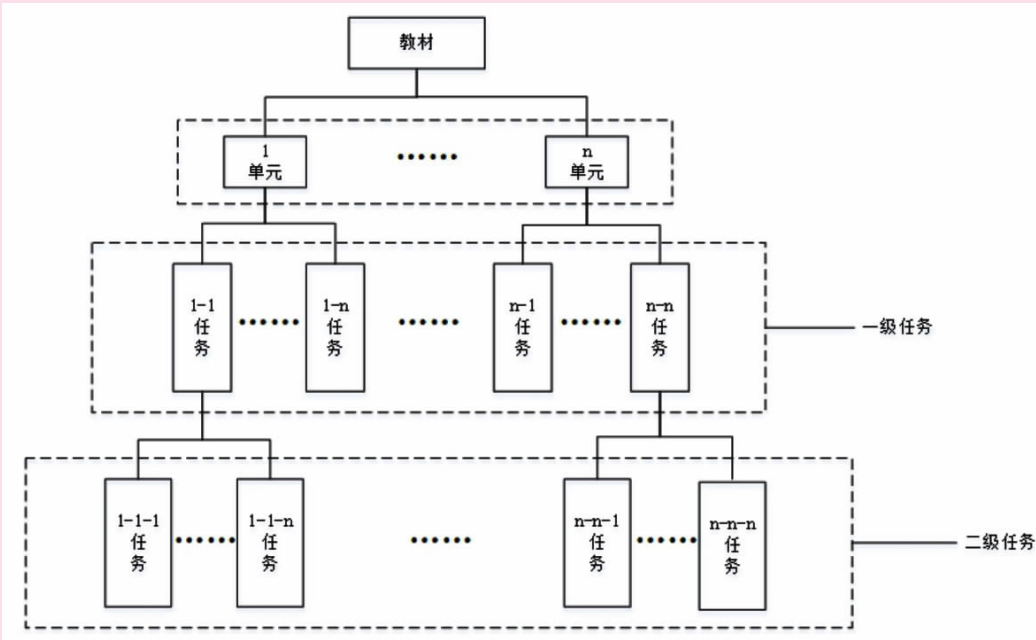 教材
1
单元
......
n
单元
1-1
任
务
......
1-n
任
务
......
n-1
任
务
......
n-n
任
务
一级任务
1-1-1
任
务
......
1-1-n
任
务
......
n-n-1
任
务
......
n-n-n
任
务
二级任务